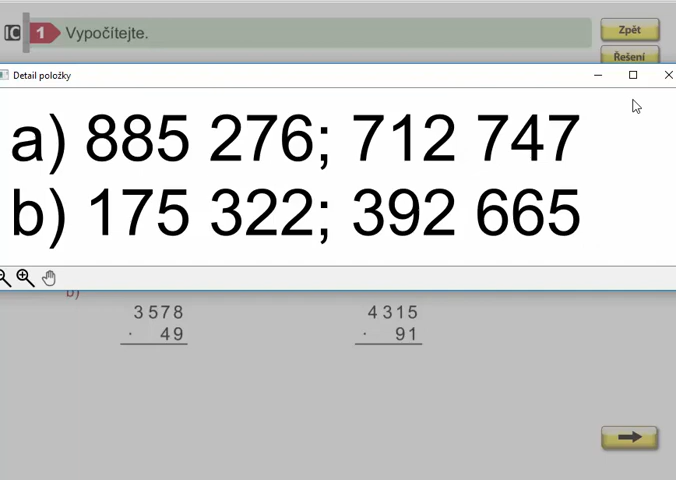 1 Vypočítejte.
Zpět
Řešení
Detail položky
a) 885 276; 712 747
b) 175 322; 392 665
b)
3578 4315
· 49 · 91